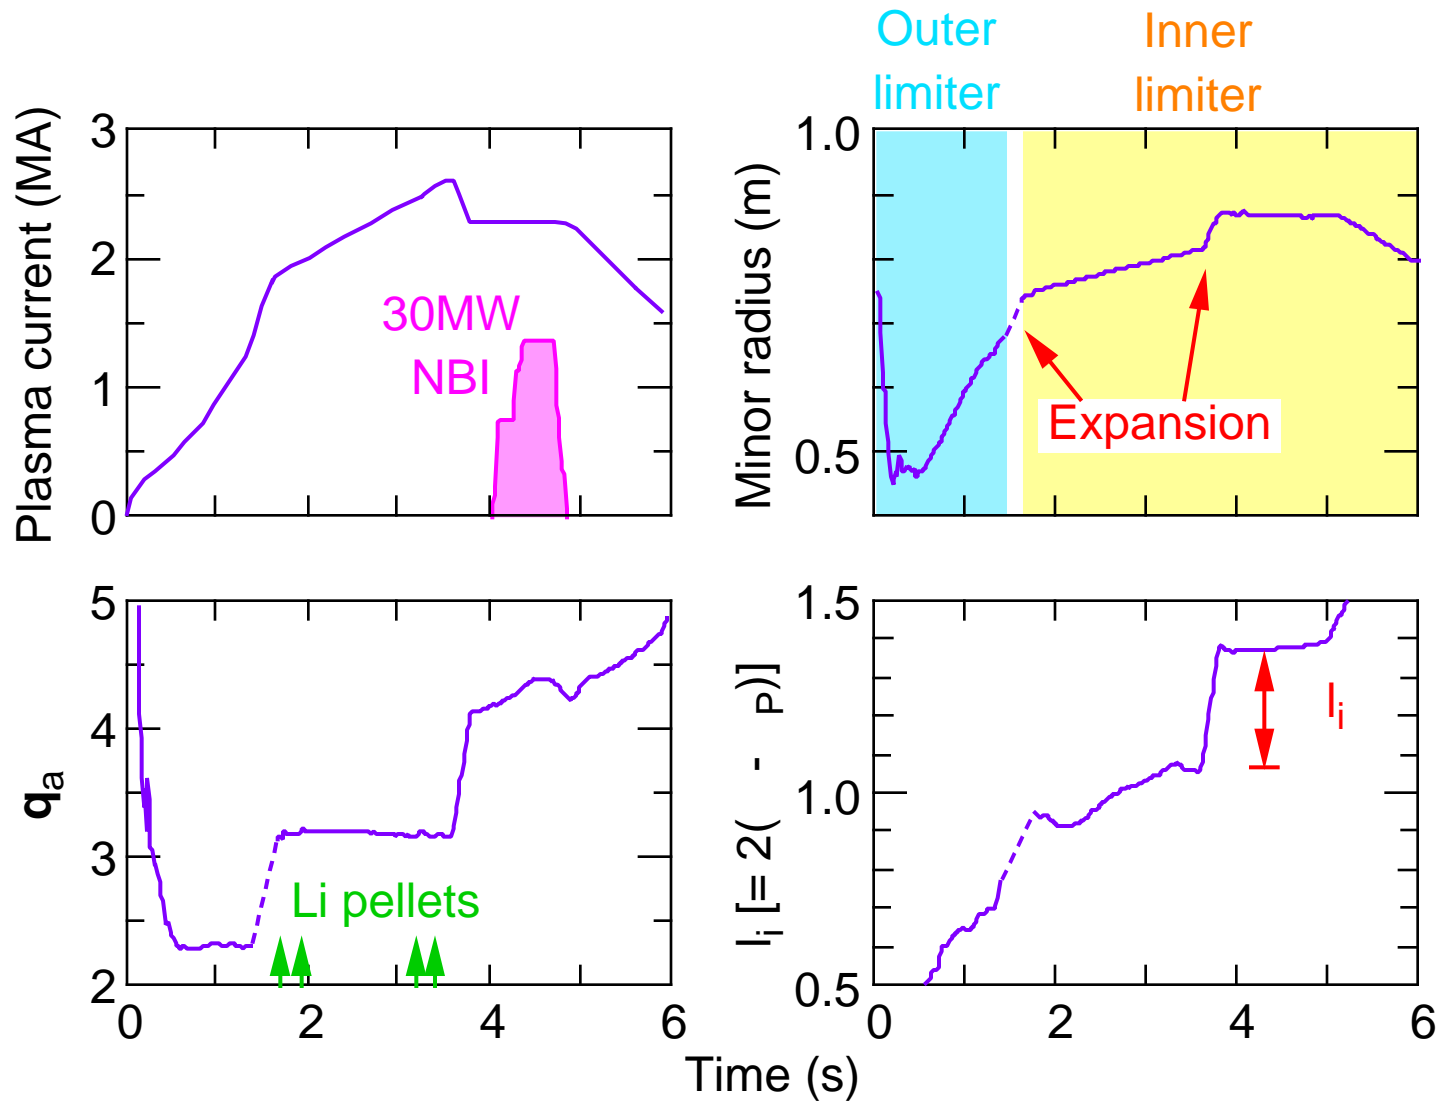 Outer
limiter
Inner
limiter
Plasma current (MA)
3
2
1
0
30MW
NBI
Minor radius (m)
1.0
0.5
Expansion
qa
5
4
3
2
Li pellets
0
2
4
6
li [= 2( - P)]
1.5
1.0
0.5
li
0
2
4
6
Time (s)